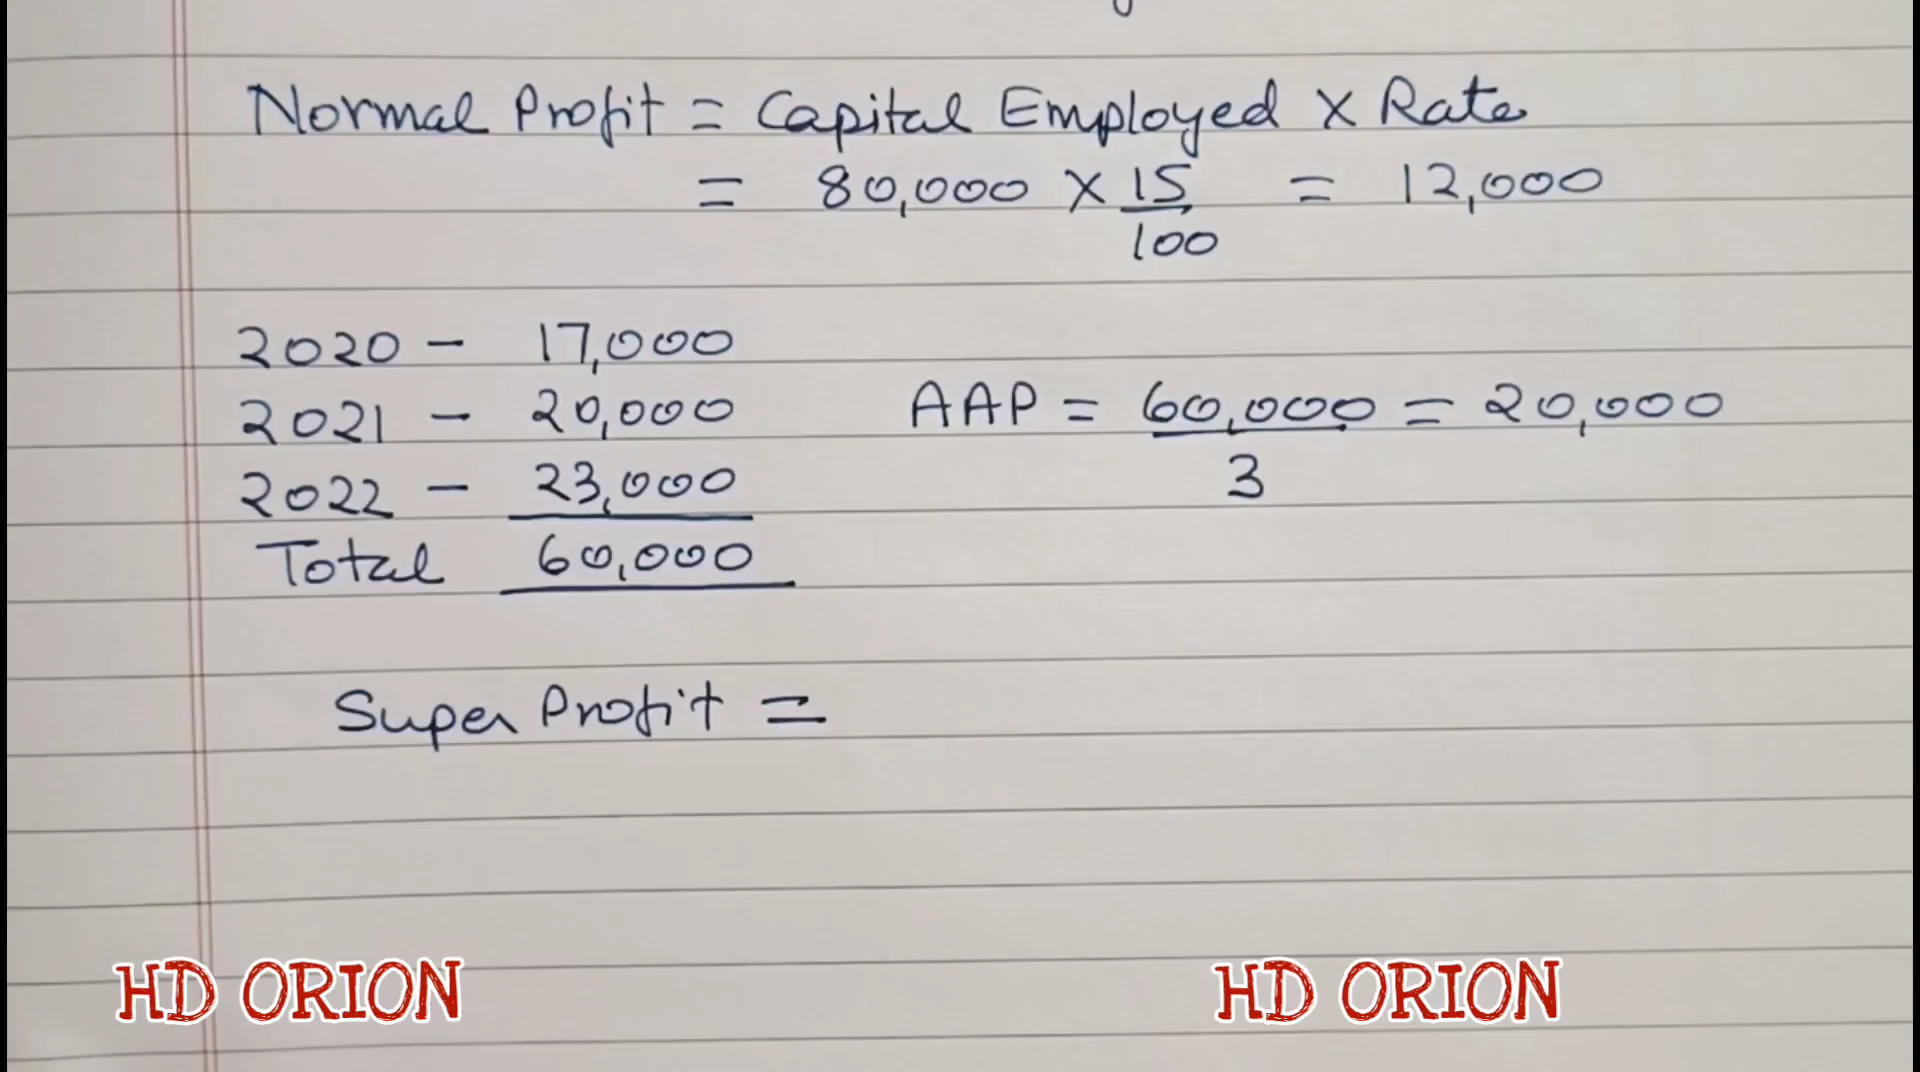 Normal Profit = Capital Employed X Rate
= 80,000 X 15/100 = 12,000
2020 - 17,000
2021 - 20,000 AAP = 60,000/3 = 20,000
2022 - 23,000
Total 60,000
Super Profit =
HD ORION HD ORION